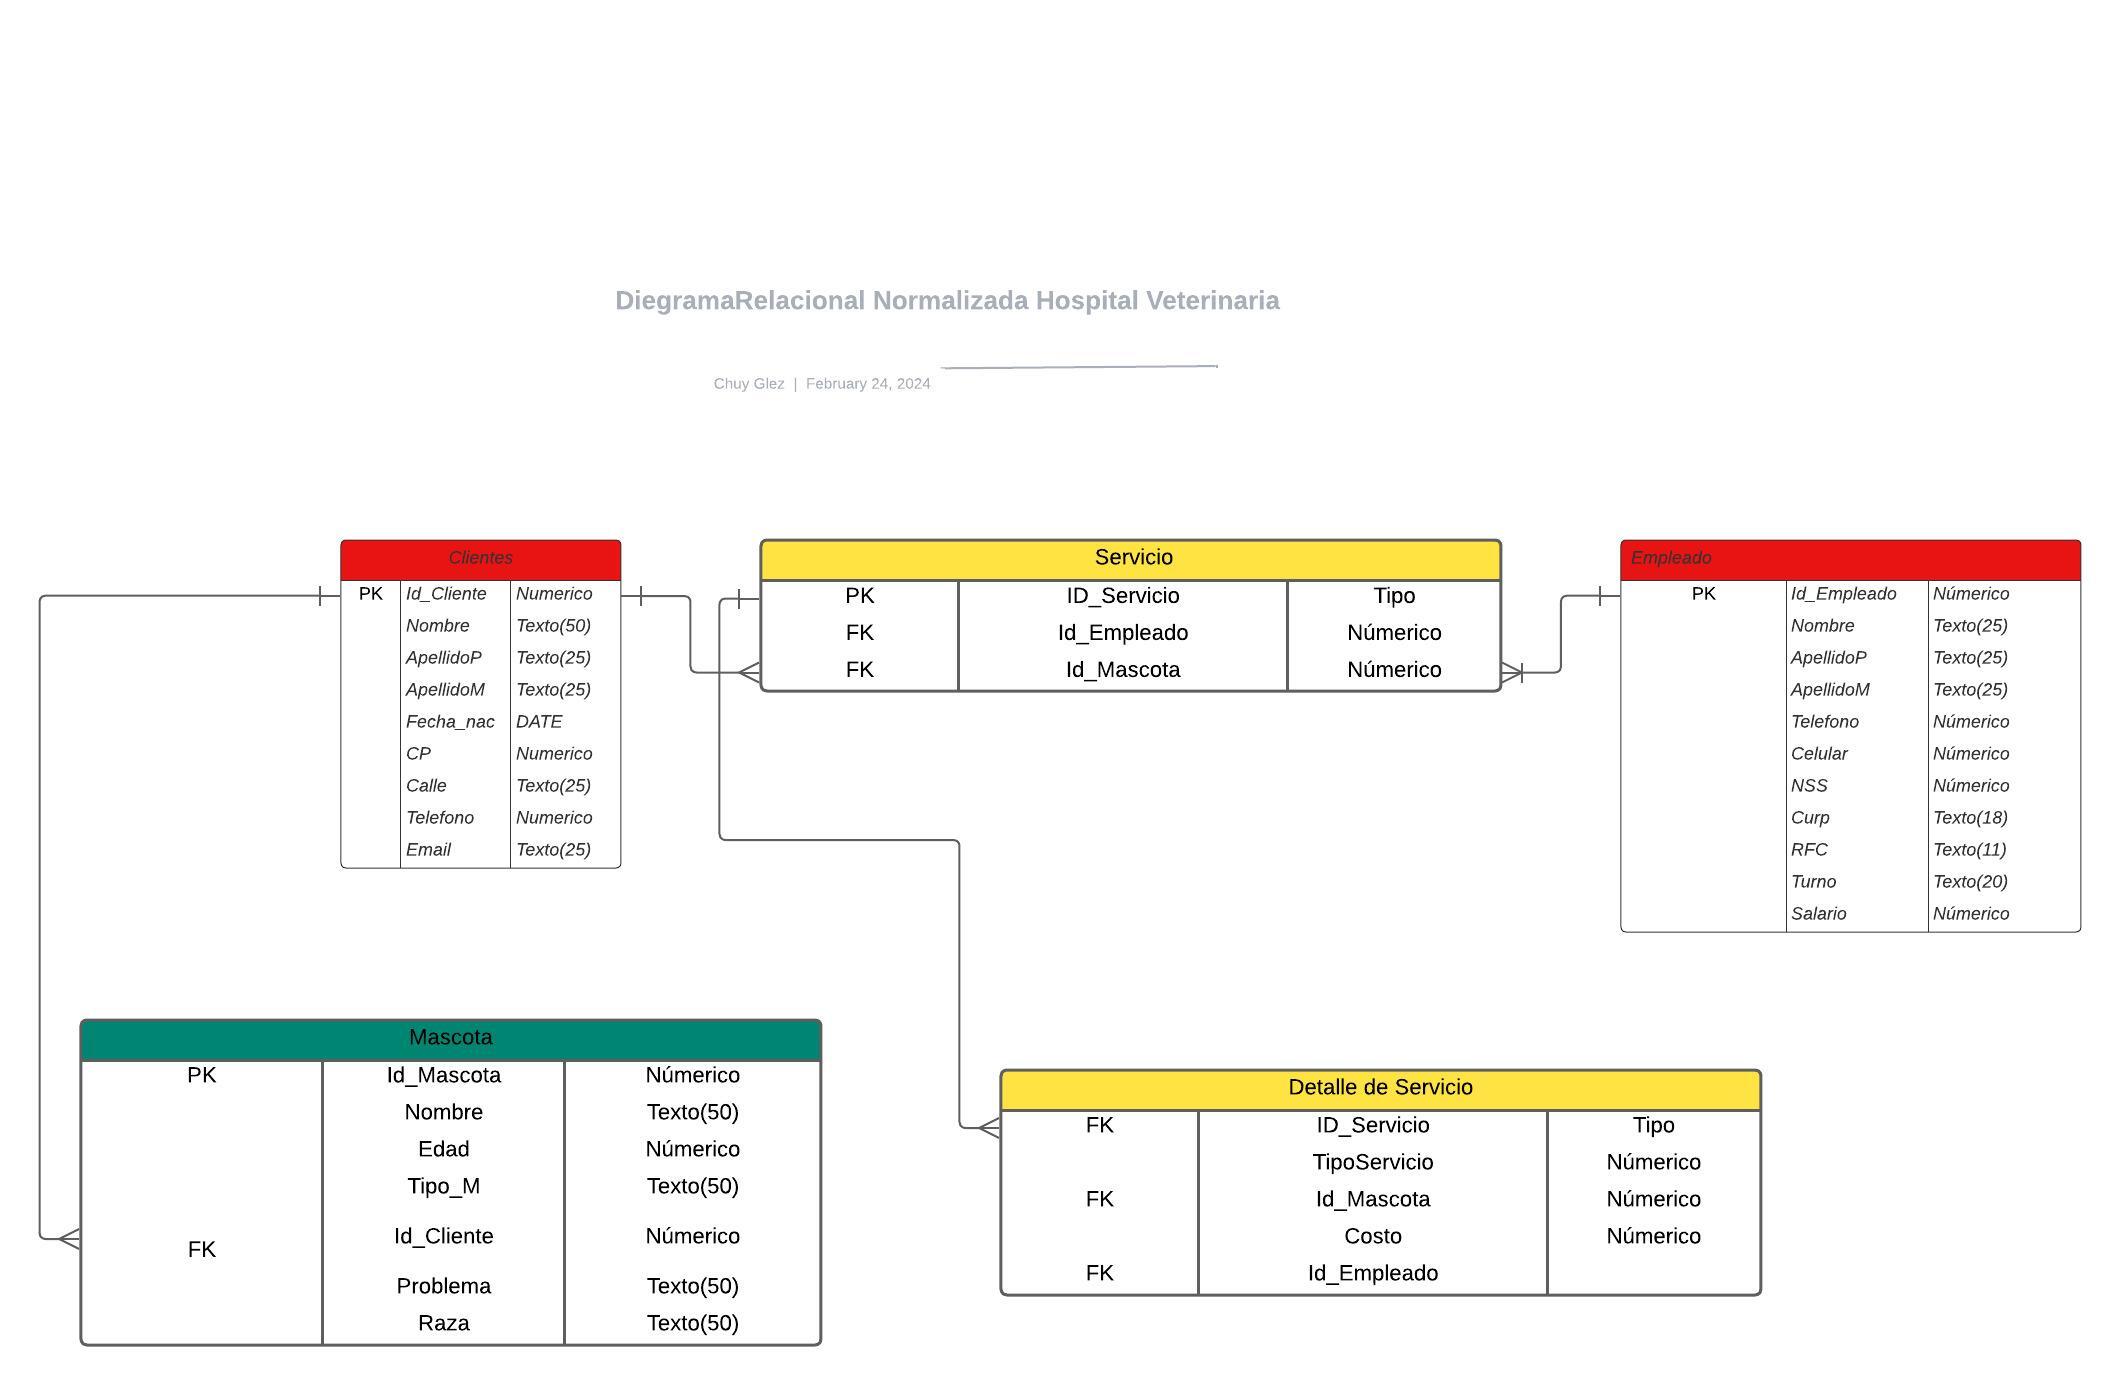 DiegramaRelacional Normalizada Hospital Veterinaria
Chuy Glez | February 24, 2024
Clientes
PK Id_Cliente Numerico
Nombre Texto(50)
ApellidoP Texto(25)
ApellidoM Texto(25)
Fecha_nac DATE
CP Numerico
Calle Texto(25)
Telefono Numerico
Email Texto(25)
Servicio
PK ID_Servicio Tipo
FK Id_Empleado Númerico
FK Id_Mascota Númerico
Empleado
PK Id_Empleado Númerico
Nombre Texto(25)
ApellidoP Texto(25)
ApellidoM Texto(25)
Telefono Númerico
Celular Númerico
NSS Númerico
Curp Texto(18)
RFC Texto(11)
Turno Texto(20)
Salario Númerico
Mascota
PK Id_Mascota Númerico
Nombre Texto(50)
Edad Númerico
Tipo_M Texto(50)
FK Id_Cliente Númerico
Problema Texto(50)
Raza Texto(50)
Detalle de Servicio
FK ID_Servicio Tipo
TipoServicio Númerico
FK Id_Mascota Númerico
Costo Númerico
FK Id_Empleado